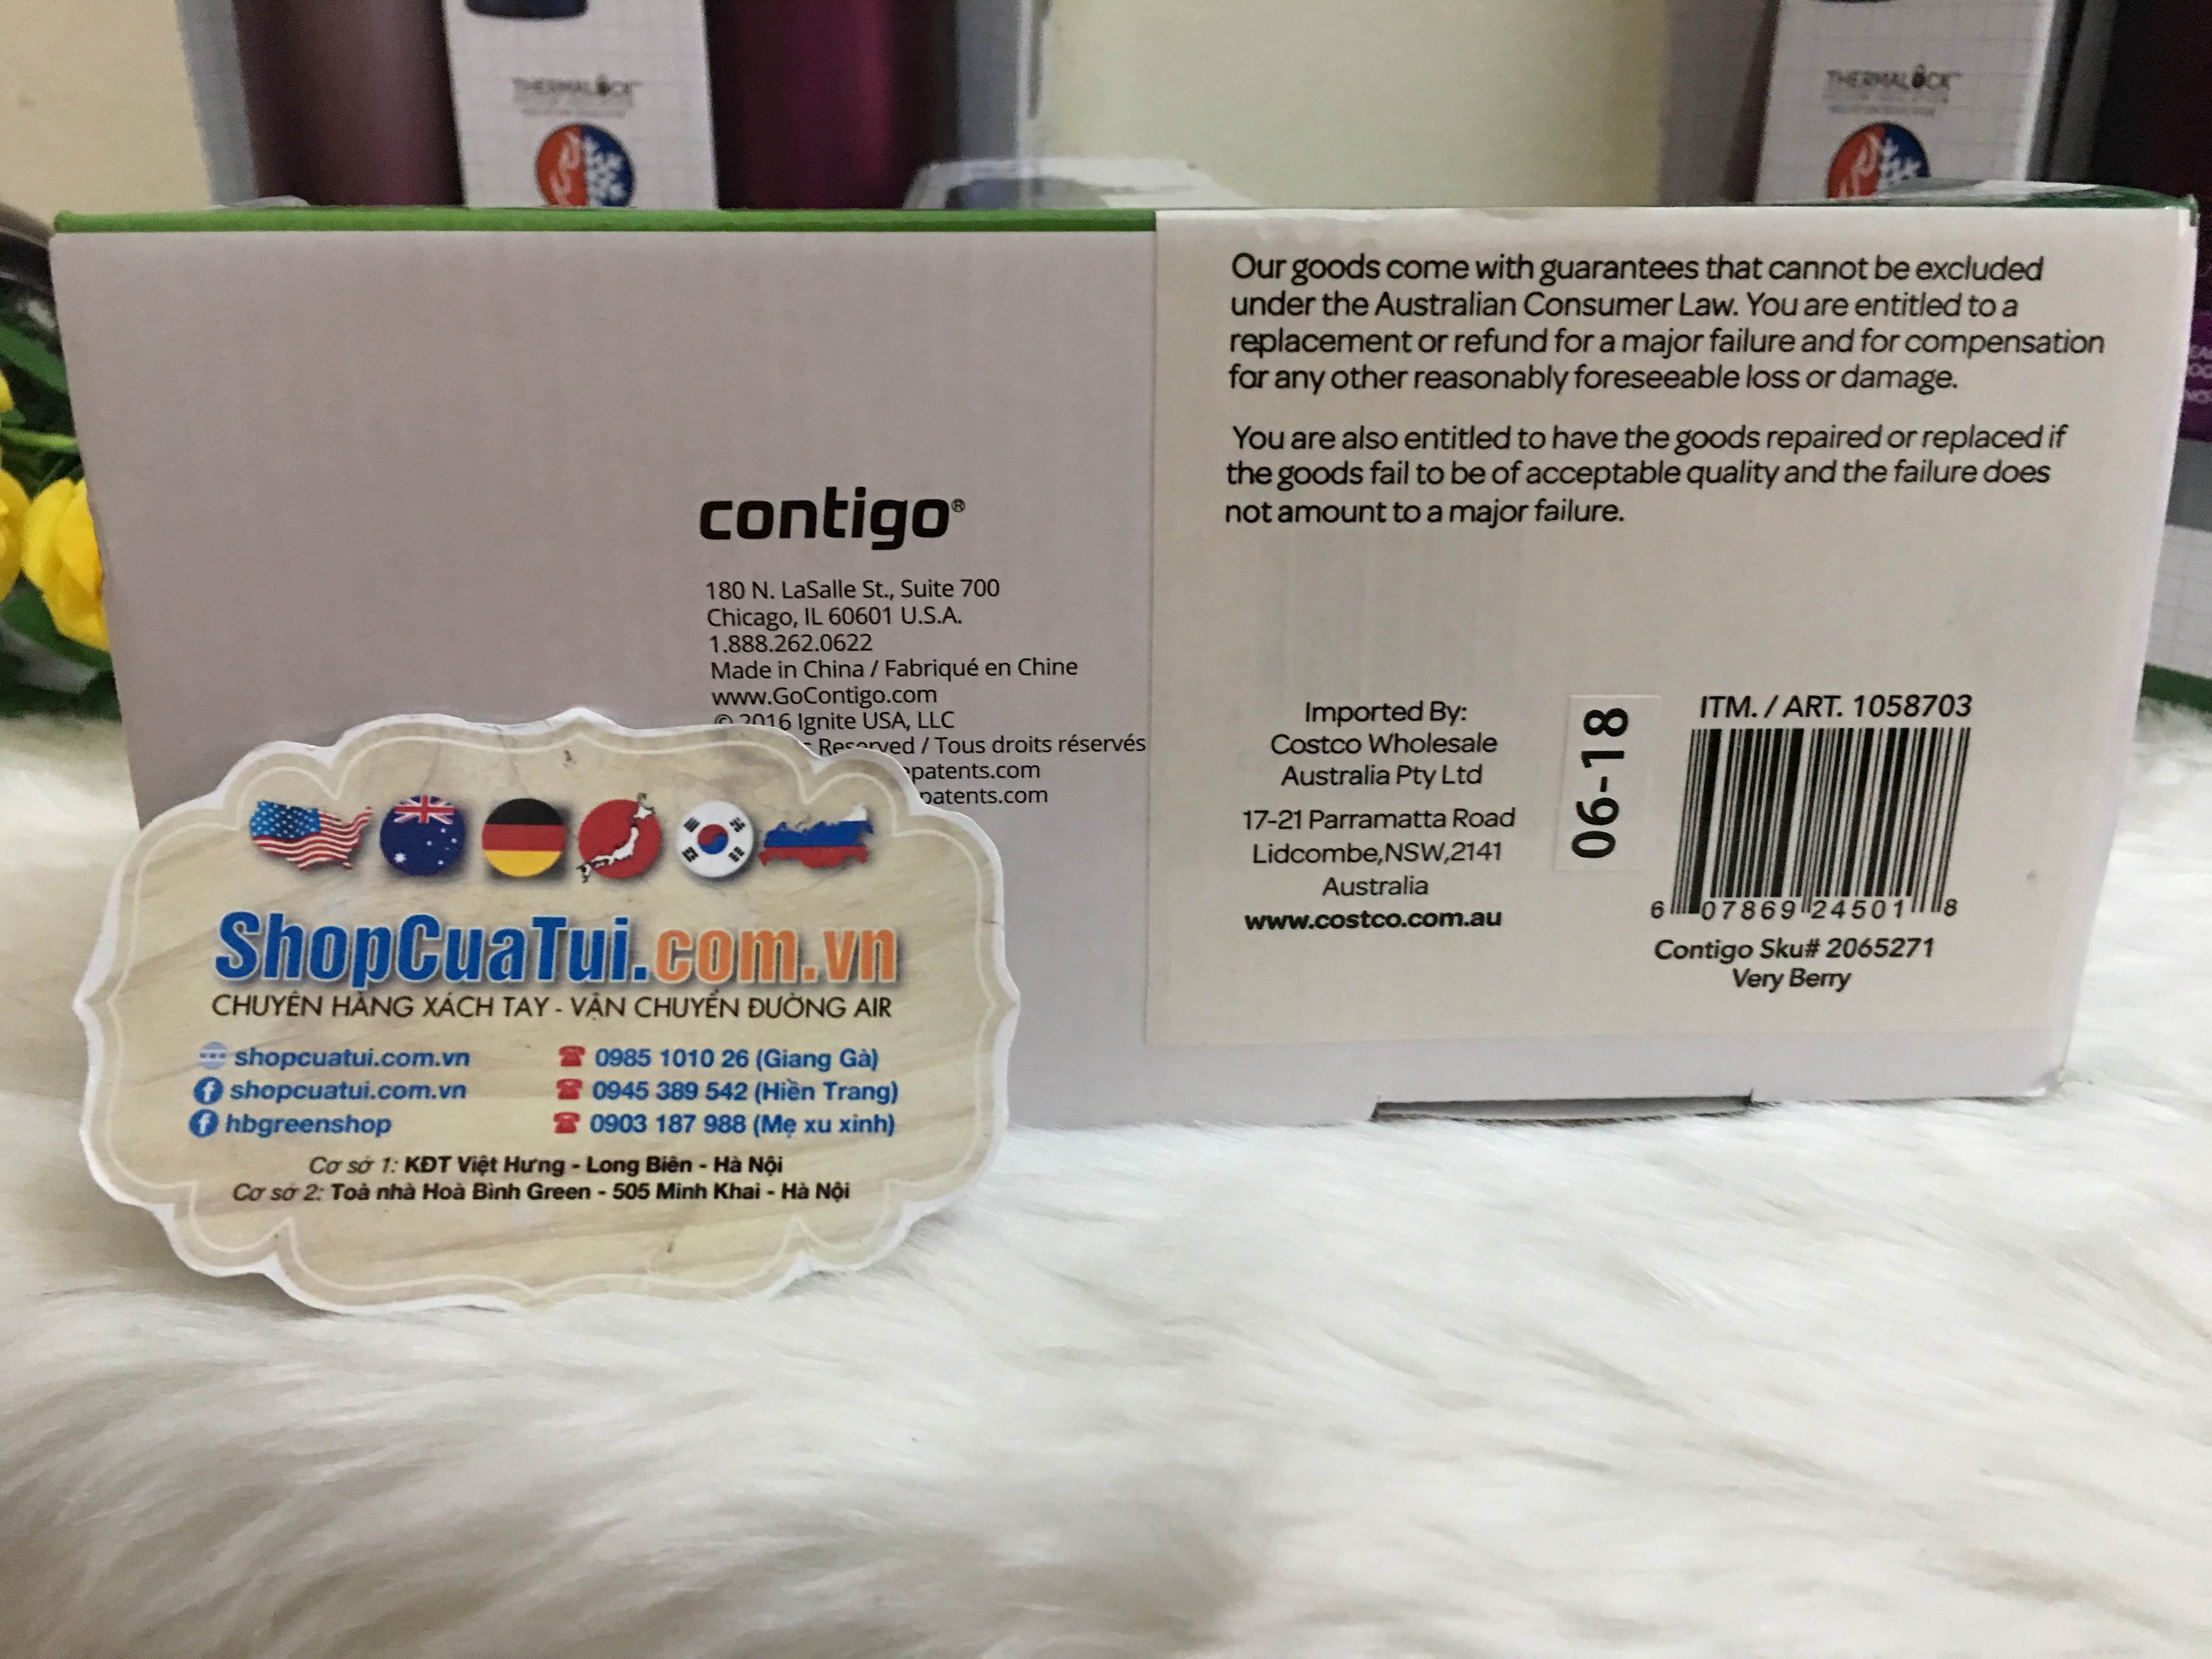 THERMALOCK™
THERMALOCK™
Our goods come with guarantees that cannot be excluded
under the Australian Consumer Law. You are entitled to a
replacement or refund for a major failure and for compensation
for any other reasonably foreseeable loss or damage.
You are also entitled to have the goods repaired or replaced if
the goods fail to be of acceptable quality and the failure does
not amount to a major failure.
contigo®
180 N. LaSalle St., Suite 700
Chicago, IL 60601 U.S.A.
1.888.262.0622
Made in China / Fabriqué en Chine
www.GoContigo.com
© 2016 Ignite USA, LLC
Reserved / Tous droits réservés
patents.com
patents.com
Imported By:
Costco Wholesale
Australia Pty Ltd
17-21 Parramatta Road
Lidcombe,NSW,2141
Australia
www.costco.com.au
06-18
ITM. / ART. 1058703
6 07869 24501 8
Contigo Sku# 2065271
Very Berry
ShopCuaTui.com.vn
CHUYÊN HÀNG XÁCH TAY - VẬN CHUYỂN ĐƯỜNG AIR
www shopcuatui.com.vn
shopcuatui.com.vn
hbgreenshop
0985 1010 26 (Giang Gà)
0945 389 542 (Hiền Trang)
0903 187 988 (Mẹ xu xinh)
Cơ sở 1: KĐT Việt Hưng - Long Biên - Hà Nội
Cơ sở 2: Toà nhà Hoà Bình Green - 505 Minh Khai - Hà Nội